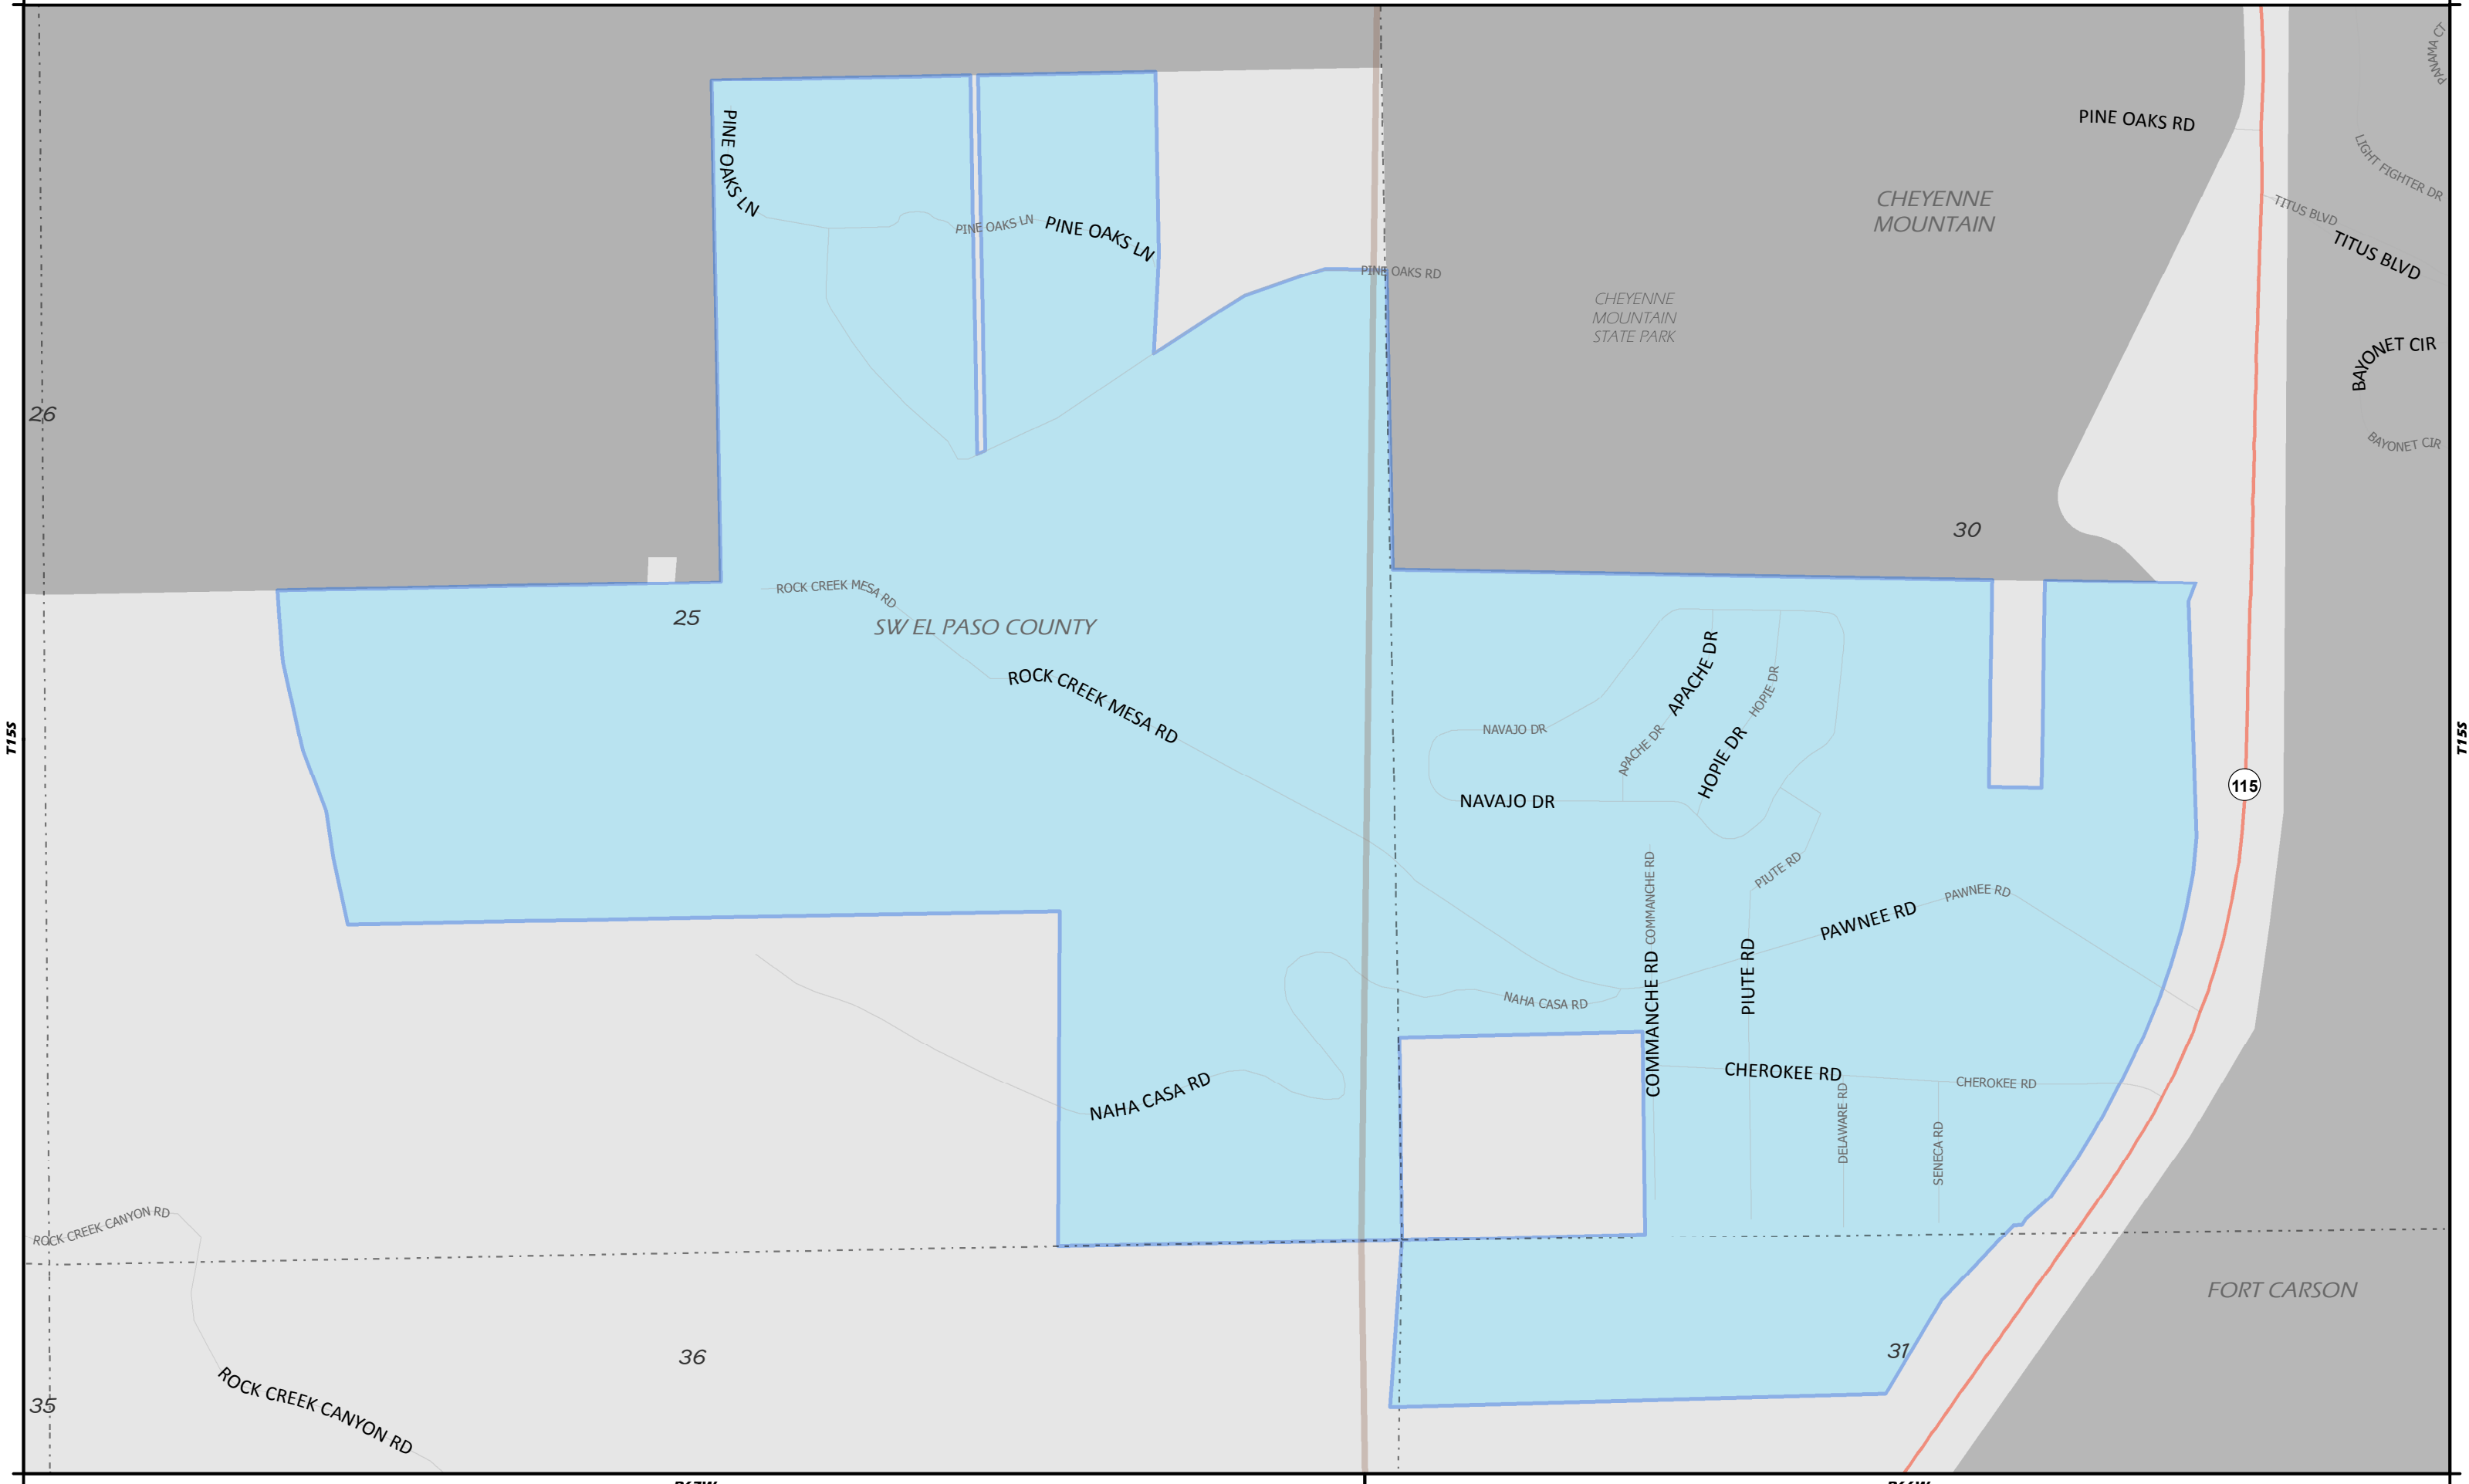 PANAMA CT
PINE OAKS LN
PINE OAKS RD
LIGHT FIGHTER DR
CHEYENNE
MOUNTAIN
TITUS BLVD
PINE OAKS LN
PINE OAKS LN
TITUS BLVD
PINE OAKS RD
CHEYENNE
MOUNTAIN
STATE PARK
BAYONET CIR
26
BAYONET CIR
30
ROCK CREEK MESA RD
25
SW EL PASO COUNTY
APACHE DR
HOPIE DR
ROCK CREEK MESA RD
NAVAJO DR
APACHE DR
HOPIE DR
T15S
T15S
115
NAVAJO DR
COMMANCHE RD
PIUTE RD
PAWNEE RD
PAWNEE RD
PIUTE RD
NAHA CASA RD
COMMANCHE RD
CHEROKEE RD
CHEROKEE RD
NAHA CASA RD
DELAWARE RD
SENECA RD
ROCK CREEK CANYON RD
FORT CARSON
36
31
35
ROCK CREEK CANYON RD